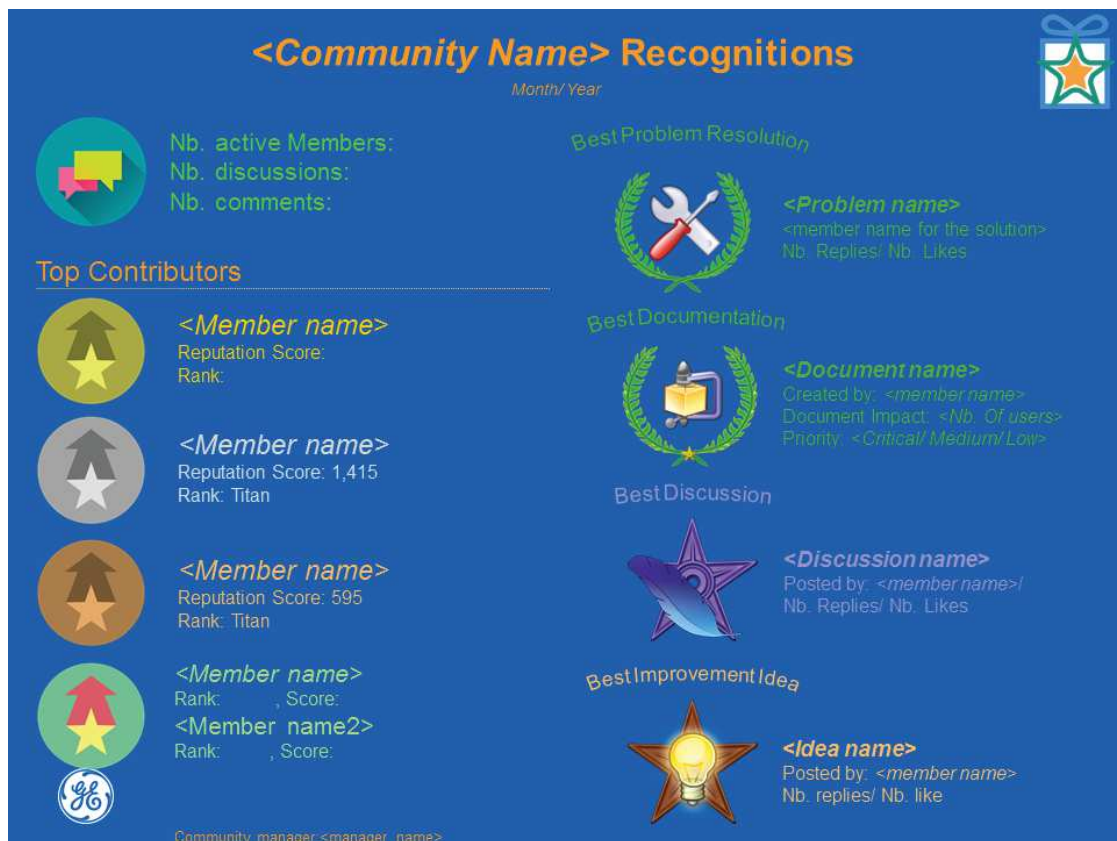 <Community Name> Recognitions
Month/ Year
Nb. active Members:
Nb. discussions:
Nb. comments:
Top Contributors
<Member name>
Reputation Score:
Rank:
<Member name>
Reputation Score: 1,415
Rank: Titan
<Member name>
Reputation Score: 595
Rank: Titan
<Member name>
Rank: , Score:
<Member name2>
Rank: , Score:
GE
Community manager <manager name>
Best Problem Resolution
<Problem name>
<member name for the solution>
Nb. Replies/ Nb. Likes
Best Documentation
<Document name>
Created by: <member name>
Document Impact: <Nb. Of users>
Priority: <Critical/ Medium/ Low>
Best Discussion
<Discussion name>
Posted by: <member name>/
Nb. Replies/ Nb. Likes
Best Improvement Idea
<Idea name>
Posted by: <member name>
Nb. replies/ Nb. like